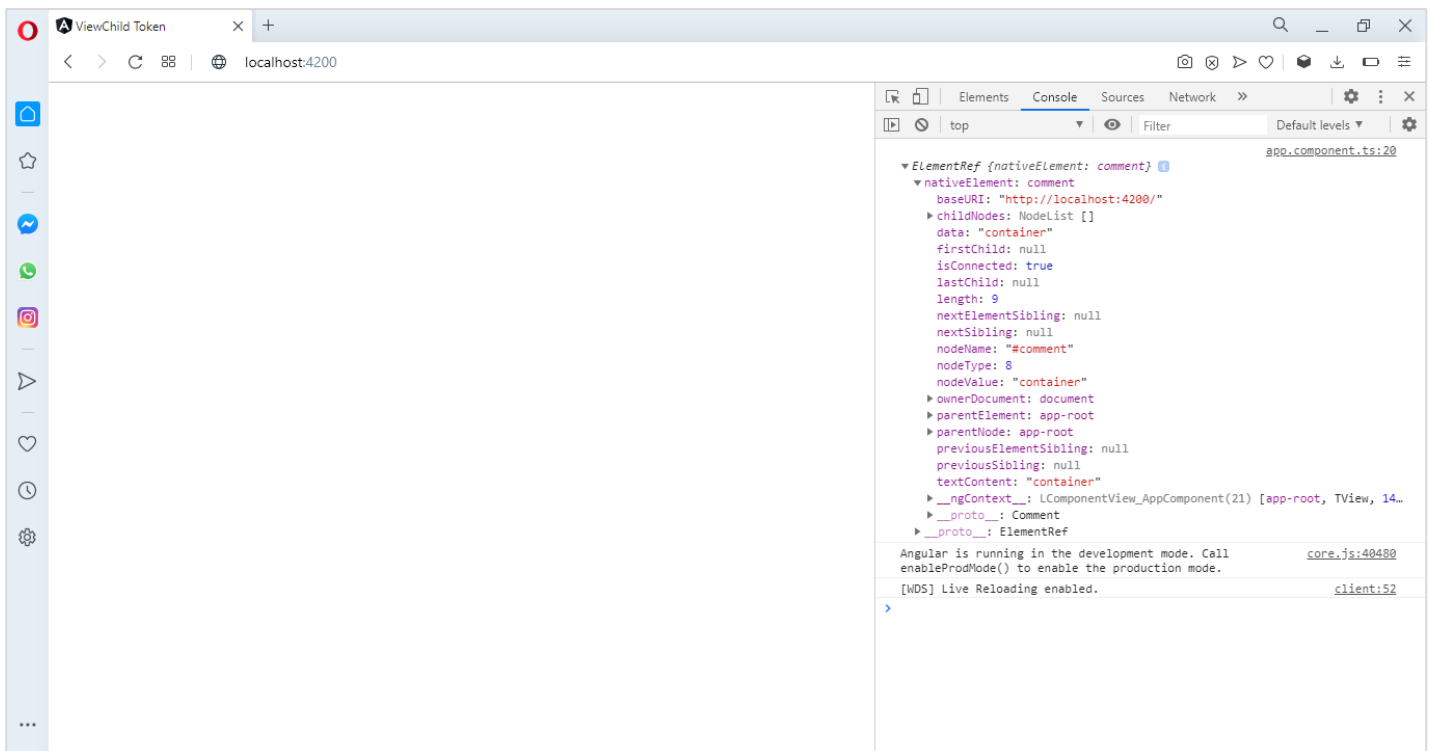 ViewChild Token
localhost:4200
Elements Console Sources Network »
top Filter Default levels ▼
app.component.ts:20
▼ElementRef {nativeElement: comment} i
▼nativeElement: comment
baseURI: "http://localhost:4200/"
▶childNodes: NodeList []
data: "container"
firstChild: null
isConnected: true
lastChild: null
length: 9
nextElementSibling: null
nextSibling: null
nodeName: "#comment"
nodeType: 8
nodeValue: "container"
▶ownerDocument: document
▶parentElement: app-root
▶parentNode: app-root
previousElementSibling: null
previousSibling: null
textContent: "container"
▶__ngContext__: LComponentView_AppComponent(21) [app-root, TView, 14…
▶__proto__: Comment
▶__proto__: ElementRef
Angular is running in the development mode. Call core.js:40480
enableProdMode() to enable the production mode.
[WDS] Live Reloading enabled. client:52